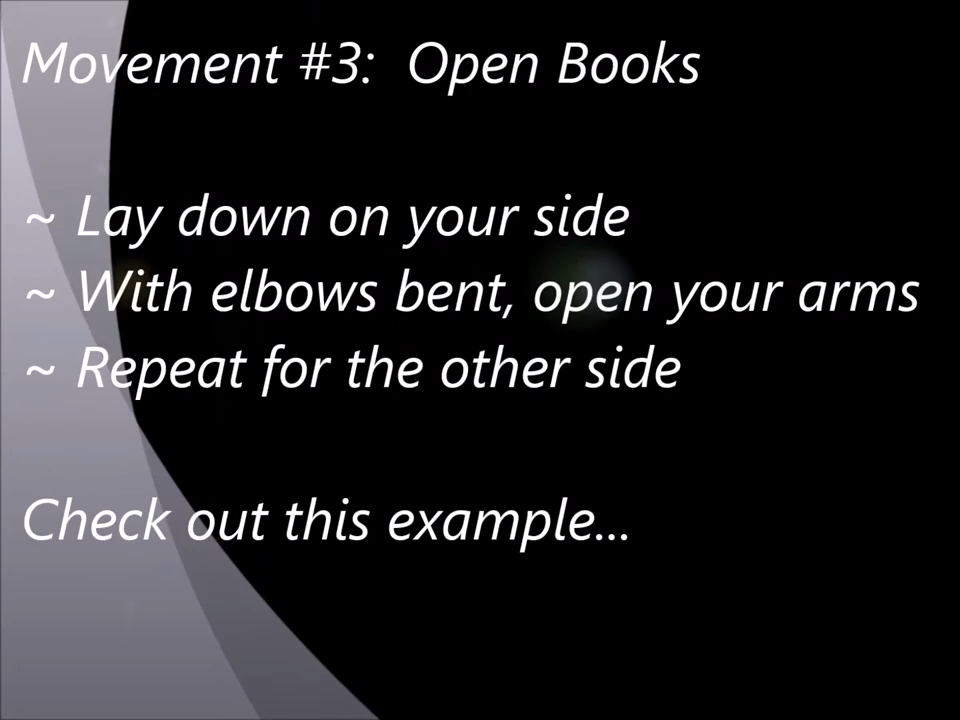 Movement #3:  Open Books
~ Lay down on your side
~ With elbows bent, open your arms
~ Repeat for the other side
Check out this example...